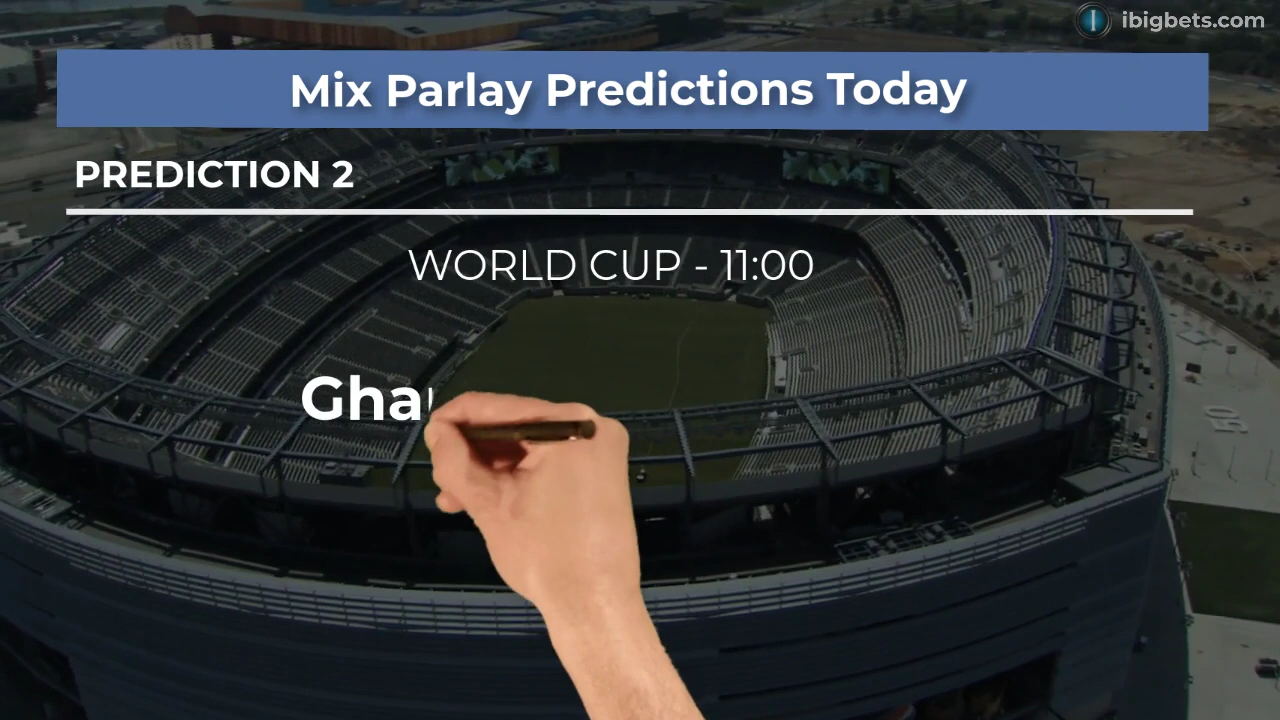 ibigbets.com
Mix Parlay Predictions Today
PREDICTION 2
WORLD CUP - 11:00
Gha